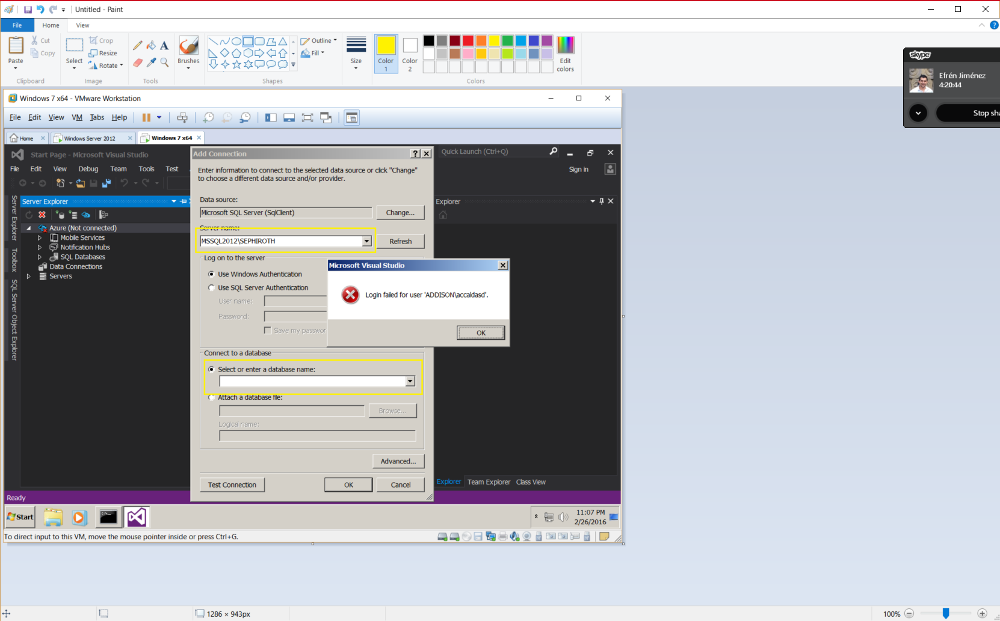 Untitled - Paint
File Home View
Paste
Cut
Copy
Clipboard
Select
Crop
Resize
Rotate
Image
A
Tools
Brushes
Outline
Fill
Shapes
Size
Color 1
Color 2
Edit colors
Colors
skype
Efrén Jiménez
4:20:44
Stop sha
Windows 7 x64 - VMware Workstation
File Edit View VM Tabs Help
Home Windows Server 2012 Windows 7 x64
Start Page - Microsoft Visual Studio
Quick Launch (Ctrl+Q)
File Edit View Debug Team Tools Test
Sign in
Server Explorer
Toolbox
SQL Server Object Explorer
Server Explorer
Azure (Not connected)
Mobile Services
Notification Hubs
SQL Databases
Data Connections
Servers
Add Connection
Enter information to connect to the selected data source or click "Change"
to choose a different data source and/or provider.
Data source:
Microsoft SQL Server (SqlClient)
Change...
Server name:
MSSQL2012\SEPHIROTH
Refresh
Log on to the server
Use Windows Authentication
Use SQL Server Authentication
User name:
Password:
Save my passwor
Microsoft Visual Studio
Login failed for user 'ADDISON\accaldasd'.
OK
Connect to a database
Select or enter a database name:
Attach a database file:
Browse...
Logical name:
Advanced...
Test Connection
OK
Cancel
Explorer
Explorer Team Explorer Class View
Ready
Start
11:07 PM
2/26/2016
To direct input to this VM, move the mouse pointer inside or press Ctrl+G.
1286 × 943px
100%